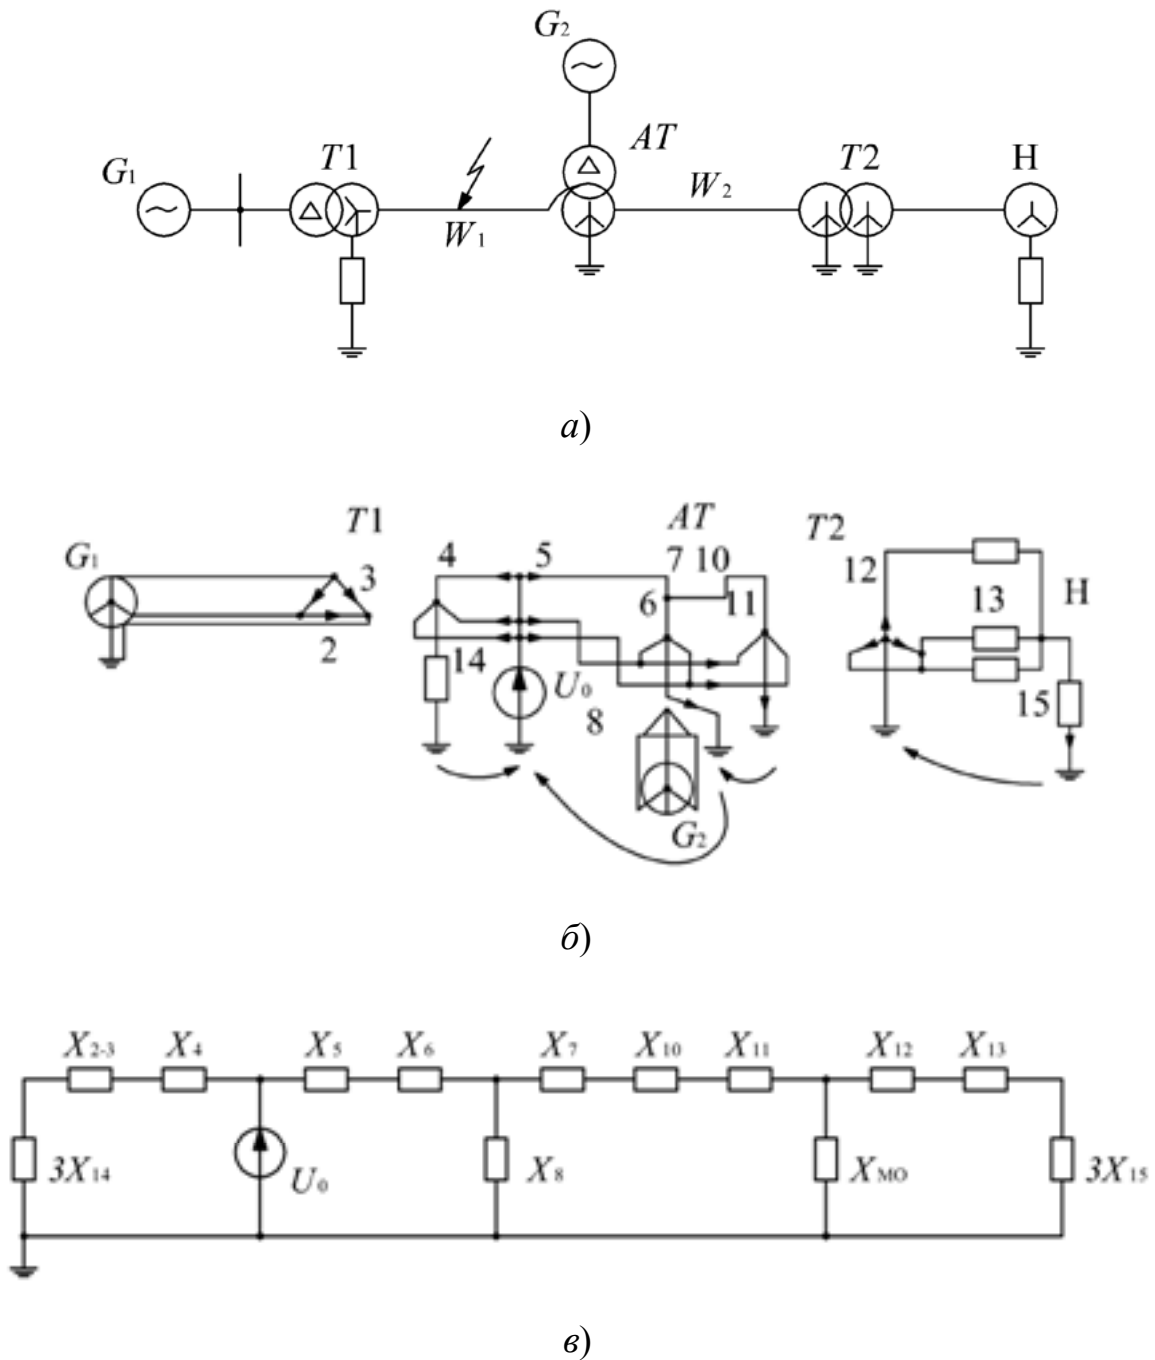 G₂
AT
G₁ T1 W₂ T2 H
W₁
а)
T1 AT T2
G₁ 3 4 5 7 10 12
6 11 13 H
2 14 U₀ 8 15
G₂
б)
X₂₋₃ X₄ X₅ X₆ X₇ X₁₀ X₁₁ X₁₂ X₁₃
3X₁₄ U₀ X₈ Xмо 3X₁₅
в)